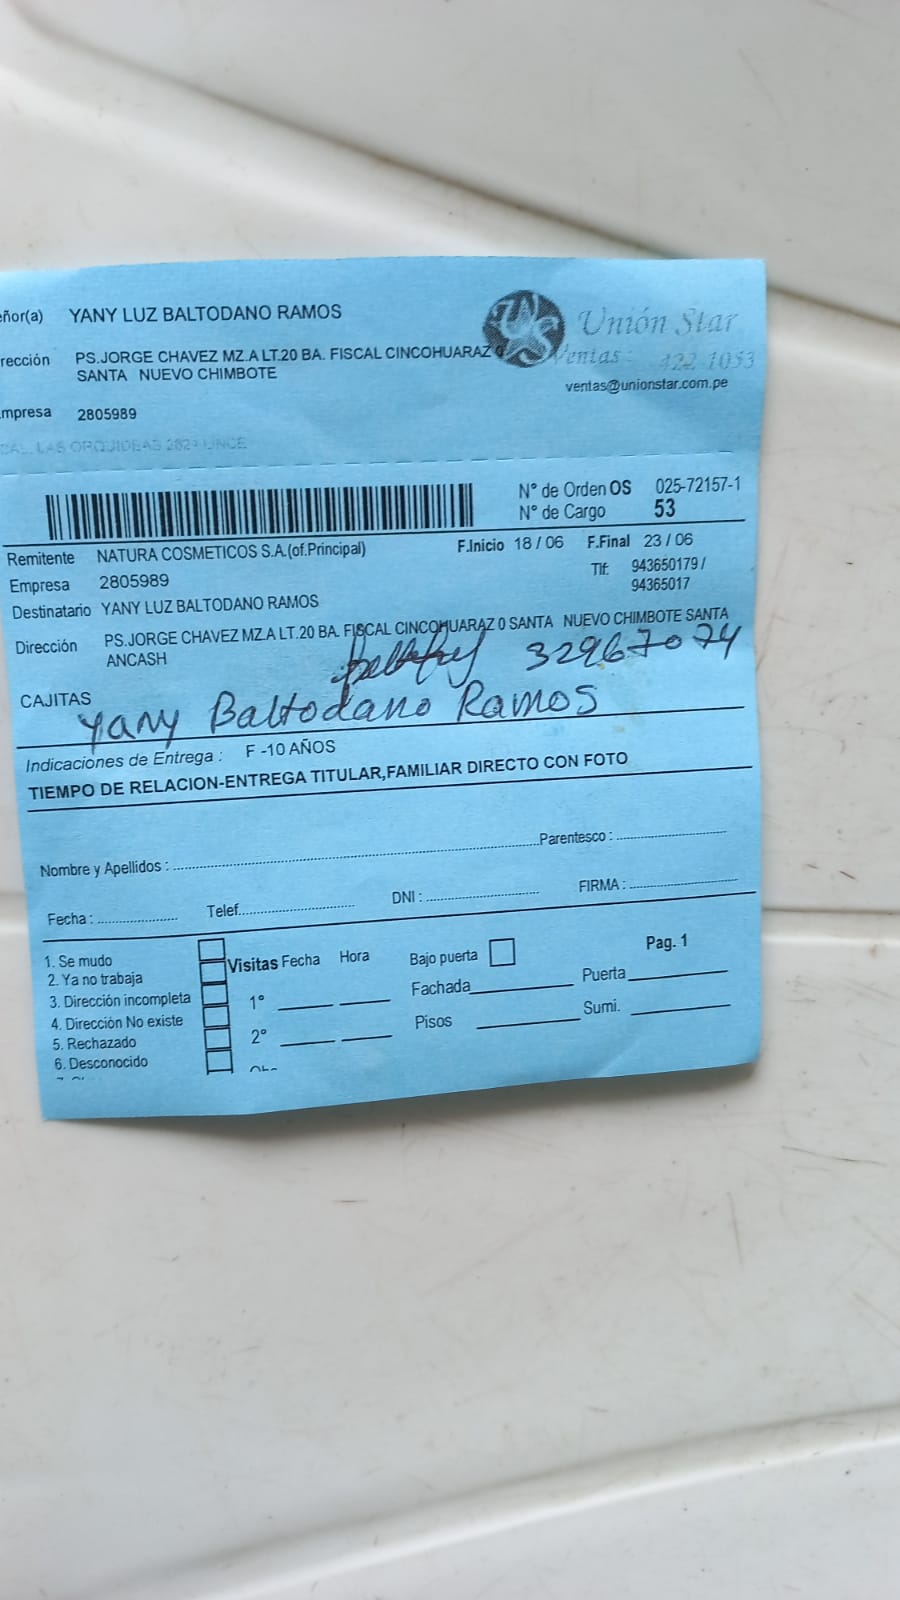 eñor(a) YANY LUZ BALTODANO RAMOS
Unión Star
rección PS.JORGE CHAVEZ MZ.A LT.20 BA. FISCAL CINCOHUARAZ 0
Ventas: 422-1053
SANTA NUEVO CHIMBOTE
ventas@unionstar.com.pe
mpresa 2805989
CAL. LAS ORQUIDEAS 2821 LINCE
N° de Orden OS 025-72157-1
N° de Cargo 53
Remitente NATURA COSMETICOS S.A.(of.Principal) F.Inicio 18 / 06 F.Final 23 / 06
Empresa 2805989 Tlf: 943650179 /
94365017
Destinatario YANY LUZ BALTODANO RAMOS
Dirección PS.JORGE CHAVEZ MZ.A LT.20 BA. FISCAL CINCOHUARAZ 0 SANTA NUEVO CHIMBOTE SANTA
ANCASH
32967074
CAJITAS
Yany Baltodano Ramos
Indicaciones de Entrega : F -10 AÑOS
TIEMPO DE RELACION-ENTREGA TITULAR,FAMILIAR DIRECTO CON FOTO
Nombre y Apellidos : Parentesco :
Fecha : Telef. DNI : FIRMA :
1. Se mudo Visitas Fecha Hora Bajo puerta Pag. 1
2. Ya no trabaja
3. Dirección incompleta 1° Fachada Puerta
4. Dirección No existe
5. Rechazado 2° Pisos Sumi.
6. Desconocido